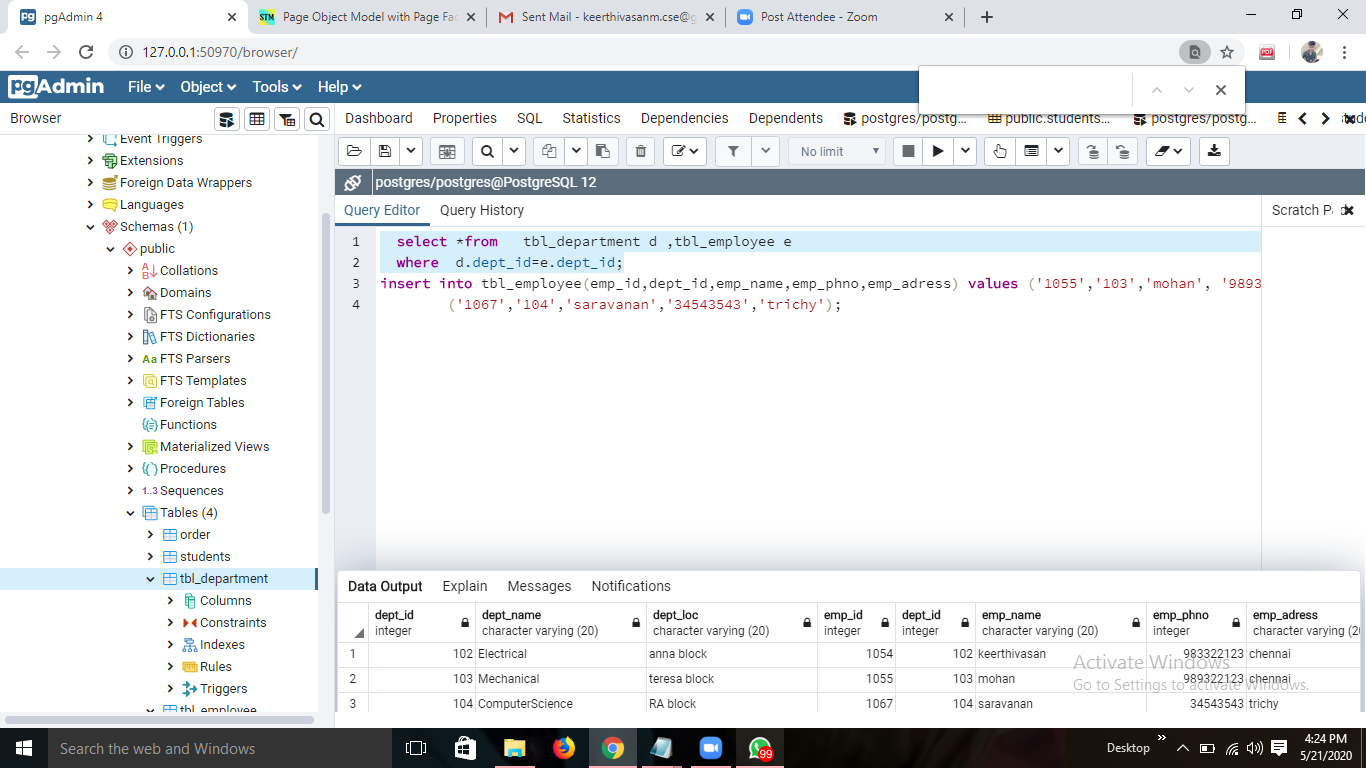 pgAdmin 4
Page Object Model with Page Fac
Sent Mail - keerthivasanm.cse@g
Post Attendee - Zoom
127.0.0.1:50970/browser/
pgAdmin File Object Tools Help
Browser
Dashboard Properties SQL Statistics Dependencies Dependents postgres/postg... public.students... postgres/postg...
Event Triggers
Extensions
Foreign Data Wrappers
Languages
Schemas (1)
public
Collations
Domains
FTS Configurations
FTS Dictionaries
Aa FTS Parsers
FTS Templates
Foreign Tables
Functions
Materialized Views
Procedures
1..3 Sequences
Tables (4)
order
students
tbl_department
Columns
Constraints
Indexes
Rules
Triggers
tbl_employee
No limit
postgres/postgres@PostgreSQL 12
Query Editor Query History
Scratch P
1 select *from tbl_department d ,tbl_employee e
2 where d.dept_id=e.dept_id;
3 insert into tbl_employee(emp_id,dept_id,emp_name,emp_phno,emp_adress) values ('1055','103','mohan', '9893
4 ('1067','104','saravanan','34543543','trichy');
Data Output Explain Messages Notifications
dept_id dept_name dept_loc emp_id dept_id emp_name emp_phno emp_adress
integer character varying (20) character varying (20) integer integer character varying (20) integer character varying (2
1 102 Electrical anna block 1054 102 keerthivasan 983322123 chennai
2 103 Mechanical teresa block 1055 103 mohan 989322123 chennai
3 104 ComputerScience RA block 1067 104 saravanan 34543543 trichy
Activate Windows
Go to Settings to activate Windows.
Search the web and Windows
99
Desktop
4:24 PM
5/21/2020